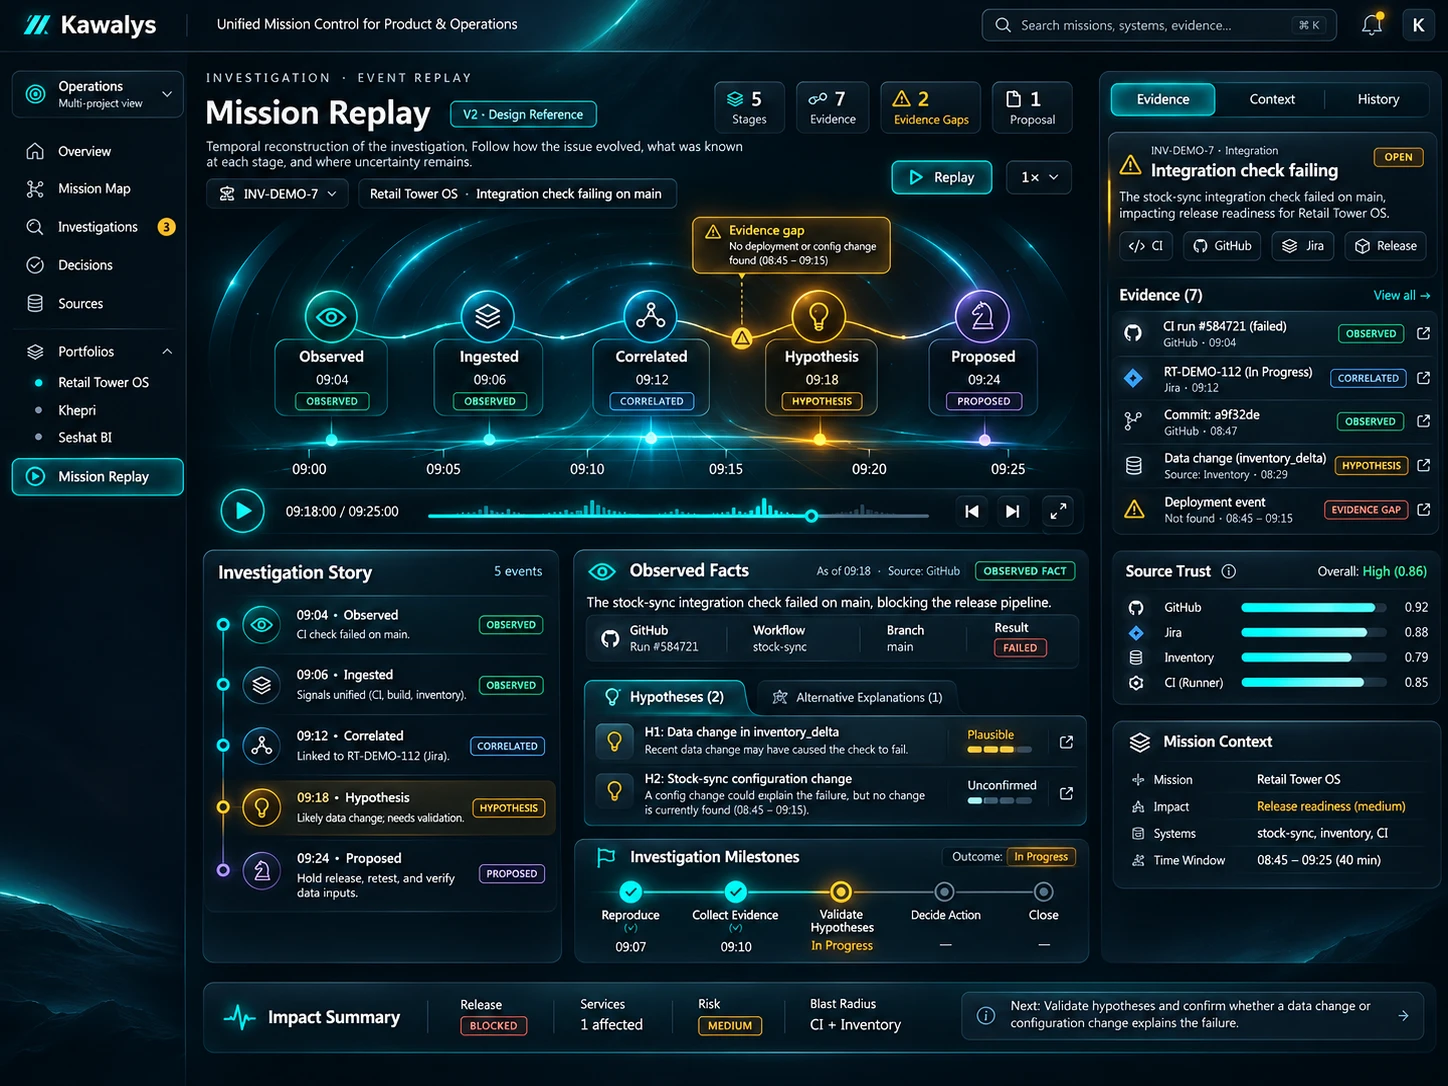 Kawalys
Unified Mission Control for Product & Operations
Search missions, systems, evidence...
⌘ K
K
Operations
Multi-project view
Overview
Mission Map
Investigations
3
Decisions
Sources
Portfolios
Retail Tower OS
Khepri
Seshat BI
Mission Replay
INVESTIGATION · EVENT REPLAY
Mission Replay
V2 · Design Reference
Temporal reconstruction of the investigation. Follow how the issue evolved, what was known
at each stage, and where uncertainty remains.
5
Stages
7
Evidence
2
Evidence Gaps
1
Proposal
INV-DEMO-7
Retail Tower OS · Integration check failing on main
Replay
1×
Evidence gap
No deployment or config change
found (08:45 – 09:15)
Observed
09:04
OBSERVED
Ingested
09:06
OBSERVED
Correlated
09:12
CORRELATED
Hypothesis
09:18
HYPOTHESIS
Proposed
09:24
PROPOSED
09:00
09:05
09:10
09:15
09:20
09:25
09:18:00 / 09:25:00
Investigation Story
5 events
09:04 • Observed
CI check failed on main.
OBSERVED
09:06 • Ingested
Signals unified (CI, build, inventory).
OBSERVED
09:12 • Correlated
Linked to RT-DEMO-112 (Jira).
CORRELATED
09:18 • Hypothesis
Likely data change; needs validation.
HYPOTHESIS
09:24 • Proposed
Hold release, retest, and verify
data inputs.
PROPOSED
Observed Facts
As of 09:18 · Source: GitHub
OBSERVED FACT
The stock-sync integration check failed on main, blocking the release pipeline.
GitHub
Run #584721
Workflow
stock-sync
Branch
main
Result
FAILED
Hypotheses (2)
Alternative Explanations (1)
H1: Data change in inventory_delta
Recent data change may have caused the check to fail.
Plausible
H2: Stock-sync configuration change
A config change could explain the failure, but no change
is currently found (08:45 – 09:15).
Unconfirmed
Investigation Milestones
Outcome: In Progress
Reproduce
09:07
Collect Evidence
09:10
Validate
Hypotheses
In Progress
Decide Action
—
Close
—
Evidence
Context
History
INV-DEMO-7 • Integration
Integration check failing
OPEN
The stock-sync integration check failed on main,
impacting release readiness for Retail Tower OS.
CI
GitHub
Jira
Release
Evidence (7)
View all →
CI run #584721 (failed)
GitHub • 09:04
OBSERVED
RT-DEMO-112 (In Progress)
Jira • 09:12
CORRELATED
Commit: a9f32de
GitHub • 08:47
OBSERVED
Data change (inventory_delta)
Source: Inventory • 08:29
HYPOTHESIS
Deployment event
Not found • 08:45 – 09:15
EVIDENCE GAP
Source Trust
Overall: High (0.86)
GitHub
0.92
Jira
0.88
Inventory
0.79
CI (Runner)
0.85
Mission Context
Mission
Retail Tower OS
Impact
Release readiness (medium)
Systems
stock-sync, inventory, CI
Time Window
08:45 – 09:25 (40 min)
Impact Summary
Release
BLOCKED
Services
1 affected
Risk
MEDIUM
Blast Radius
CI + Inventory
Next: Validate hypotheses and confirm whether a data change or
configuration change explains the failure.